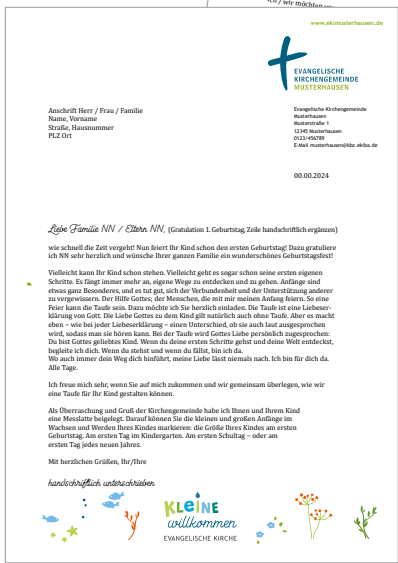 ich / wir möchten
www.ekimusterhausen.de
EVANGELISCHE
KIRCHENGEMEINDE
MUSTERHAUSEN
Anschrift Herr / Frau / Familie
Name, Vorname
Straße, Hausnummer
PLZ Ort
Evangelische Kirchengemeinde
Musterhausen
Musterstraße 1
12345 Musterhausen
0123/456789
E-Mail musterhausen@kbz.ekiba.de
00.00.2024
Liebe Familie NN / Eltern NN, (Gratulation 1. Geburtstag, Zeile handschriftlich ergänzen)
wie schnell die Zeit vergeht! Nun feiert Ihr Kind schon den ersten Geburtstag! Dazu gratuliere
ich NN sehr herzlich und wünsche Ihrer ganzen Familie ein wunderschönes Geburtstagsfest!
Vielleicht kann Ihr Kind schon stehen. Vielleicht geht es sogar schon seine ersten eigenen
Schritte. Es fängt immer mehr an, eigene Wege zu entdecken und zu gehen. Anfänge sind
etwas ganz Besonderes, und es tut gut, sich der Verbundenheit und der Unterstützung anderer
zu vergewissern. Der Hilfe Gottes; der Menschen, die mit mir meinen Anfang feiern. So eine
Feier kann die Taufe sein. Dazu möchte ich Sie herzlich einladen. Die Taufe ist eine Liebeser-
klärung von Gott. Die Liebe Gottes zu dem Kind gilt natürlich auch ohne Taufe. Aber es macht
eben – wie bei jeder Liebeserklärung – einen Unterschied, ob sie auch laut ausgesprochen
wird, sodass man sie hören kann. Bei der Taufe wird Gottes Liebe persönlich zugesprochen:
Du bist Gottes geliebtes Kind. Wenn du deine ersten Schritte gehst und deine Welt entdeckst,
begleite ich dich. Wenn du stehst und wenn du fällst, bin ich da.
Wo auch immer dein Weg dich hinführt, meine Liebe lässt niemals nach. Ich bin für dich da.
Alle Tage.
Ich freue mich sehr, wenn Sie auf mich zukommen und wir gemeinsam überlegen, wie wir
eine Taufe für Ihr Kind gestalten können.
Als Überraschung und Gruß der Kirchengemeinde habe ich Ihnen und Ihrem Kind
eine Messlatte beigelegt. Darauf können Sie die kleinen und großen Anfänge im
Wachsen und Werden Ihres Kindes markieren: die Größe Ihres Kindes am ersten
Geburtstag. Am ersten Tag im Kindergarten. Am ersten Schultag – oder am
ersten Tag jedes neuen Jahres.
Mit herzlichen Grüßen, Ihr/Ihre
handschriftlich unterschrieben
KLEINE
willkommen
EVANGELISCHE KIRCHE